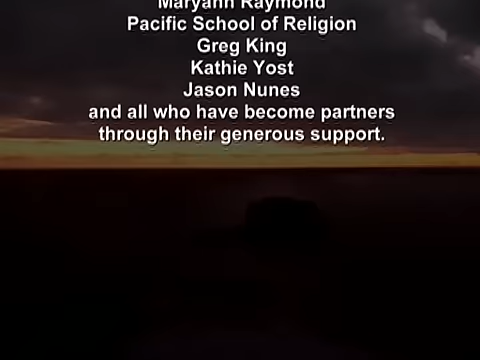 Maryann Raymond
Pacific School of Religion
Greg King
Kathie Yost
Jason Nunes
and all who have become partners
through their generous support.